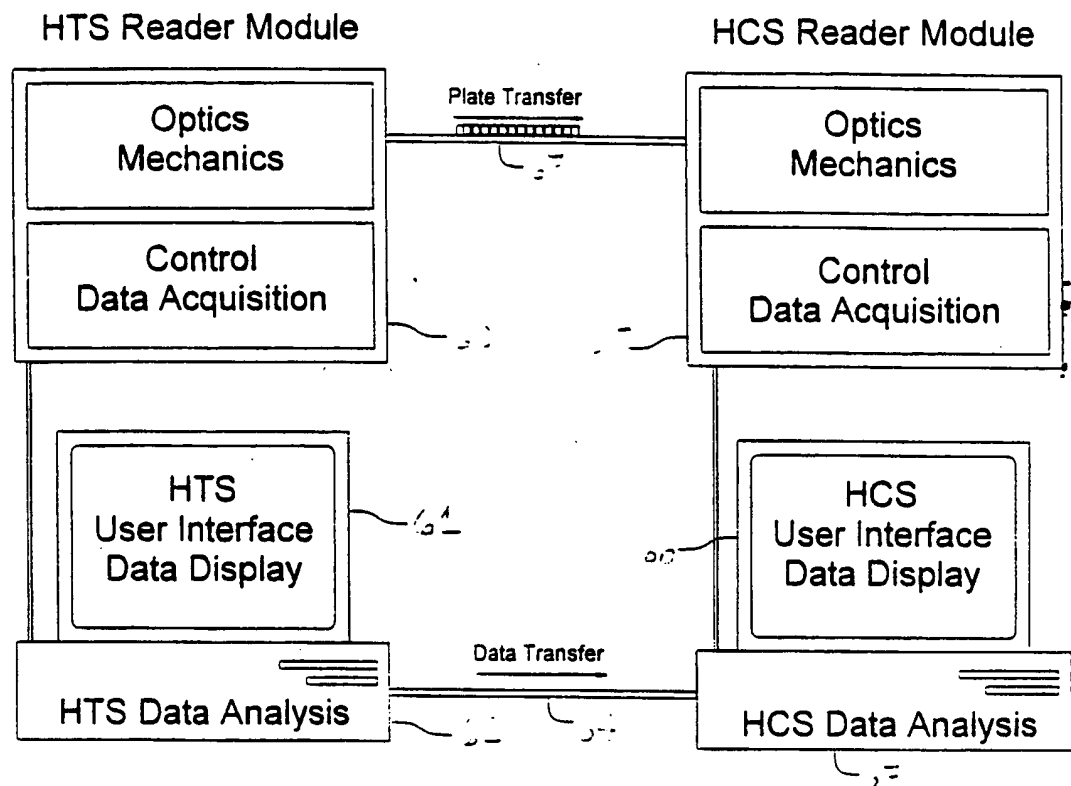 HTS Reader Module
HCS Reader Module
Optics
Mechanics
Plate Transfer
Optics
Mechanics
Control
Data Acquisition
Control
Data Acquisition
HTS
User Interface
Data Display
HCS
User Interface
Data Display
Data Transfer
HTS Data Analysis
HCS Data Analysis